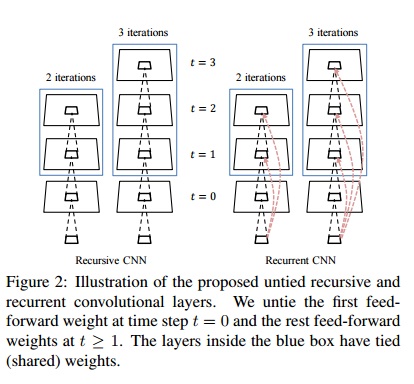 3 iterations
3 iterations
t = 3
2 iterations
2 iterations
t = 2
t = 1
t = 0
Recursive CNN
Recurrent CNN
Figure 2: Illustration of the proposed untied recursive and
recurrent convolutional layers. We untie the first feed-
forward weight at time step t = 0 and the rest feed-forward
weights at t ≥ 1. The layers inside the blue box have tied
(shared) weights.